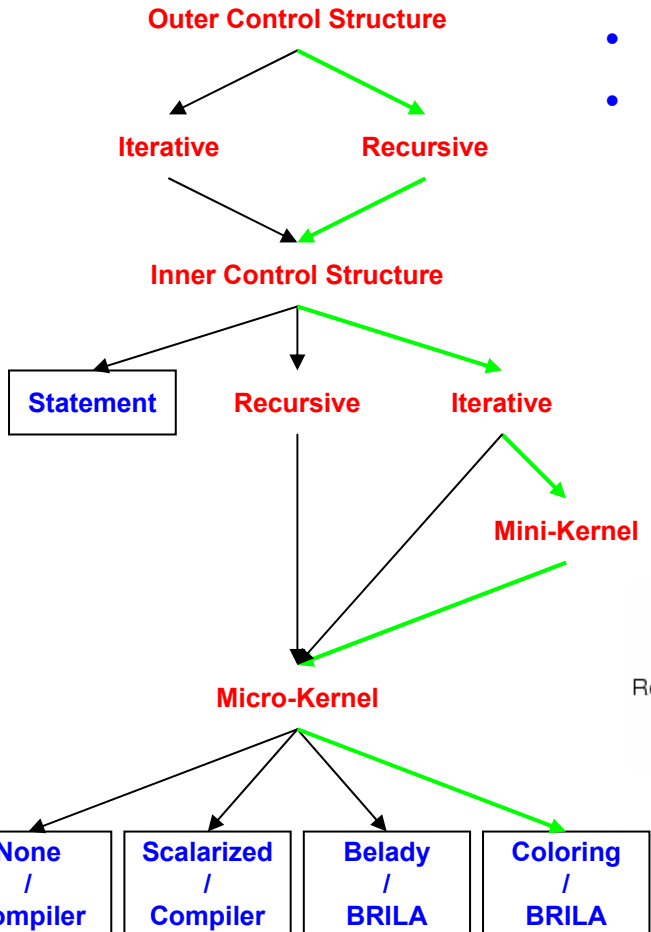 Outer Control Structure
•
•
Iterative Recursive
Inner Control Structure
Statement Recursive Iterative
Mini-Kernel
Micro-Kernel
None Scalarized Belady Coloring
/ / / /
Compiler BRILA BRILA